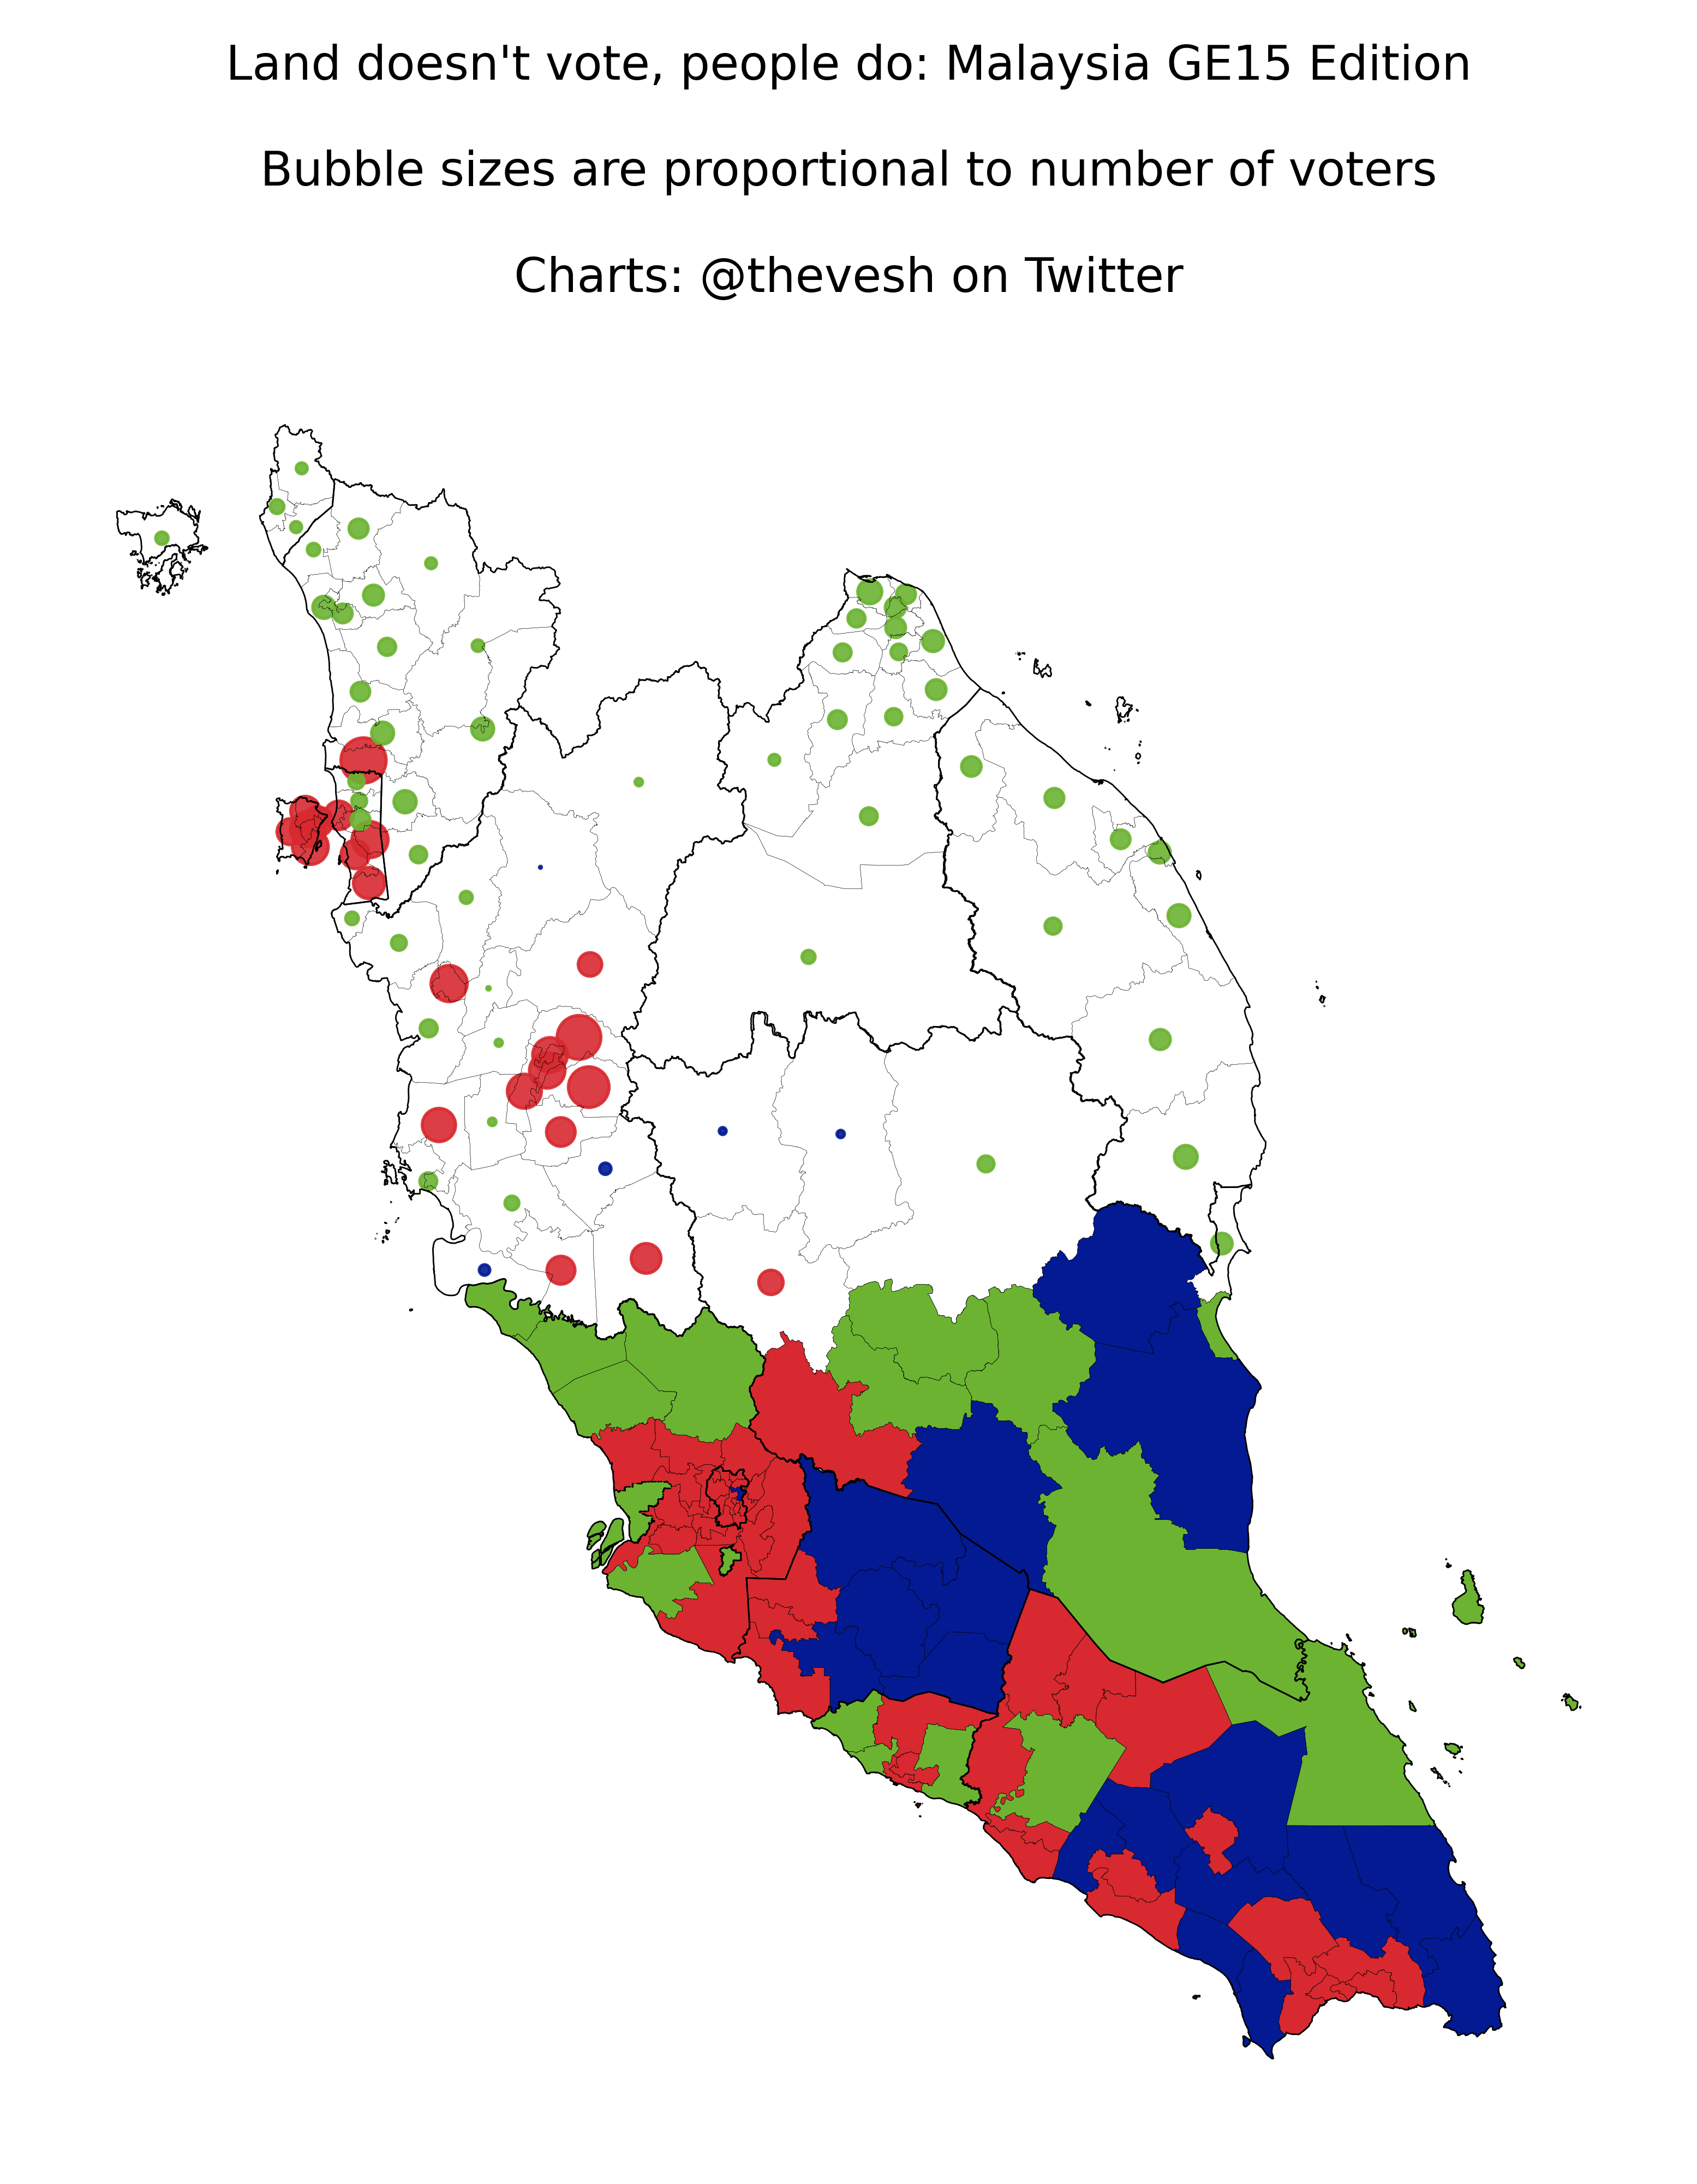 Land doesn't vote, people do: Malaysia GE15 Edition
Bubble sizes are proportional to number of voters
Charts: @thevesh on Twitter